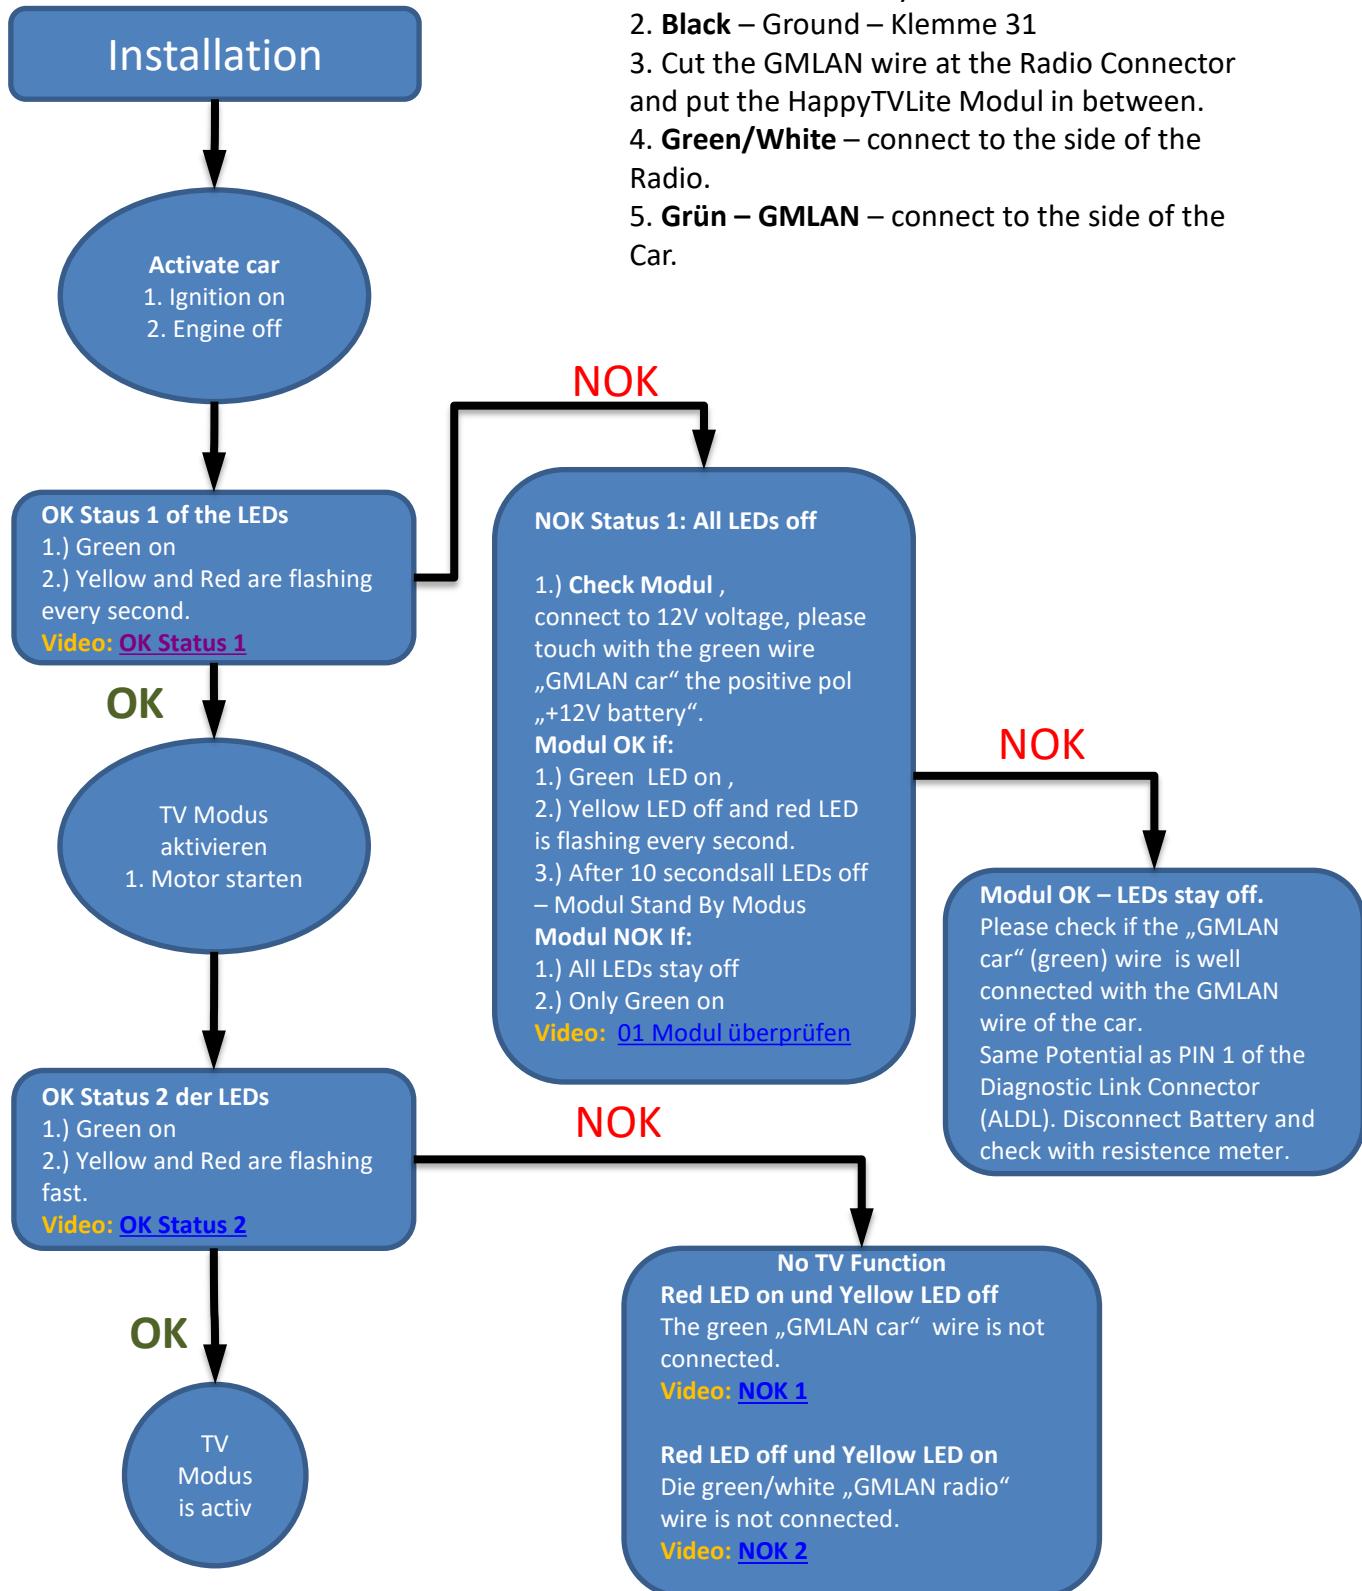 Installation
2. Black – Ground – Klemme 31
3. Cut the GMLAN wire at the Radio Connector
and put the HappyTVLite Modul in between.
4. Green/White – connect to the side of the
Radio.
5. Grün – GMLAN – connect to the side of the
Car.
Activate car
1. Ignition on
2. Engine off
NOK
OK Staus 1 of the LEDs
1.) Green on
2.) Yellow and Red are flashing
every second.
Video: OK Status 1
OK
NOK Status 1: All LEDs off
1.) Check Modul ,
connect to 12V voltage, please
touch with the green wire
„GMLAN car“ the positive pol
„+12V battery“.
Modul OK if:
1.) Green LED on ,
2.) Yellow LED off and red LED
is flashing every second.
3.) After 10 secondsall LEDs off
– Modul Stand By Modus
Modul NOK If:
1.) All LEDs stay off
2.) Only Green on
Video: 01 Modul überprüfen
NOK
Modul OK – LEDs stay off.
Please check if the „GMLAN
car“ (green) wire is well
connected with the GMLAN
wire of the car.
Same Potential as PIN 1 of the
Diagnostic Link Connector
(ALDL). Disconnect Battery and
check with resistence meter.
TV Modus
aktivieren
1. Motor starten
OK Status 2 der LEDs
1.) Green on
2.) Yellow and Red are flashing
fast.
Video: OK Status 2
NOK
No TV Function
Red LED on und Yellow LED off
The green „GMLAN car“ wire is not
connected.
Video: NOK 1
Red LED off und Yellow LED on
Die green/white „GMLAN radio“
wire is not connected.
Video: NOK 2
OK
TV
Modus
is activ